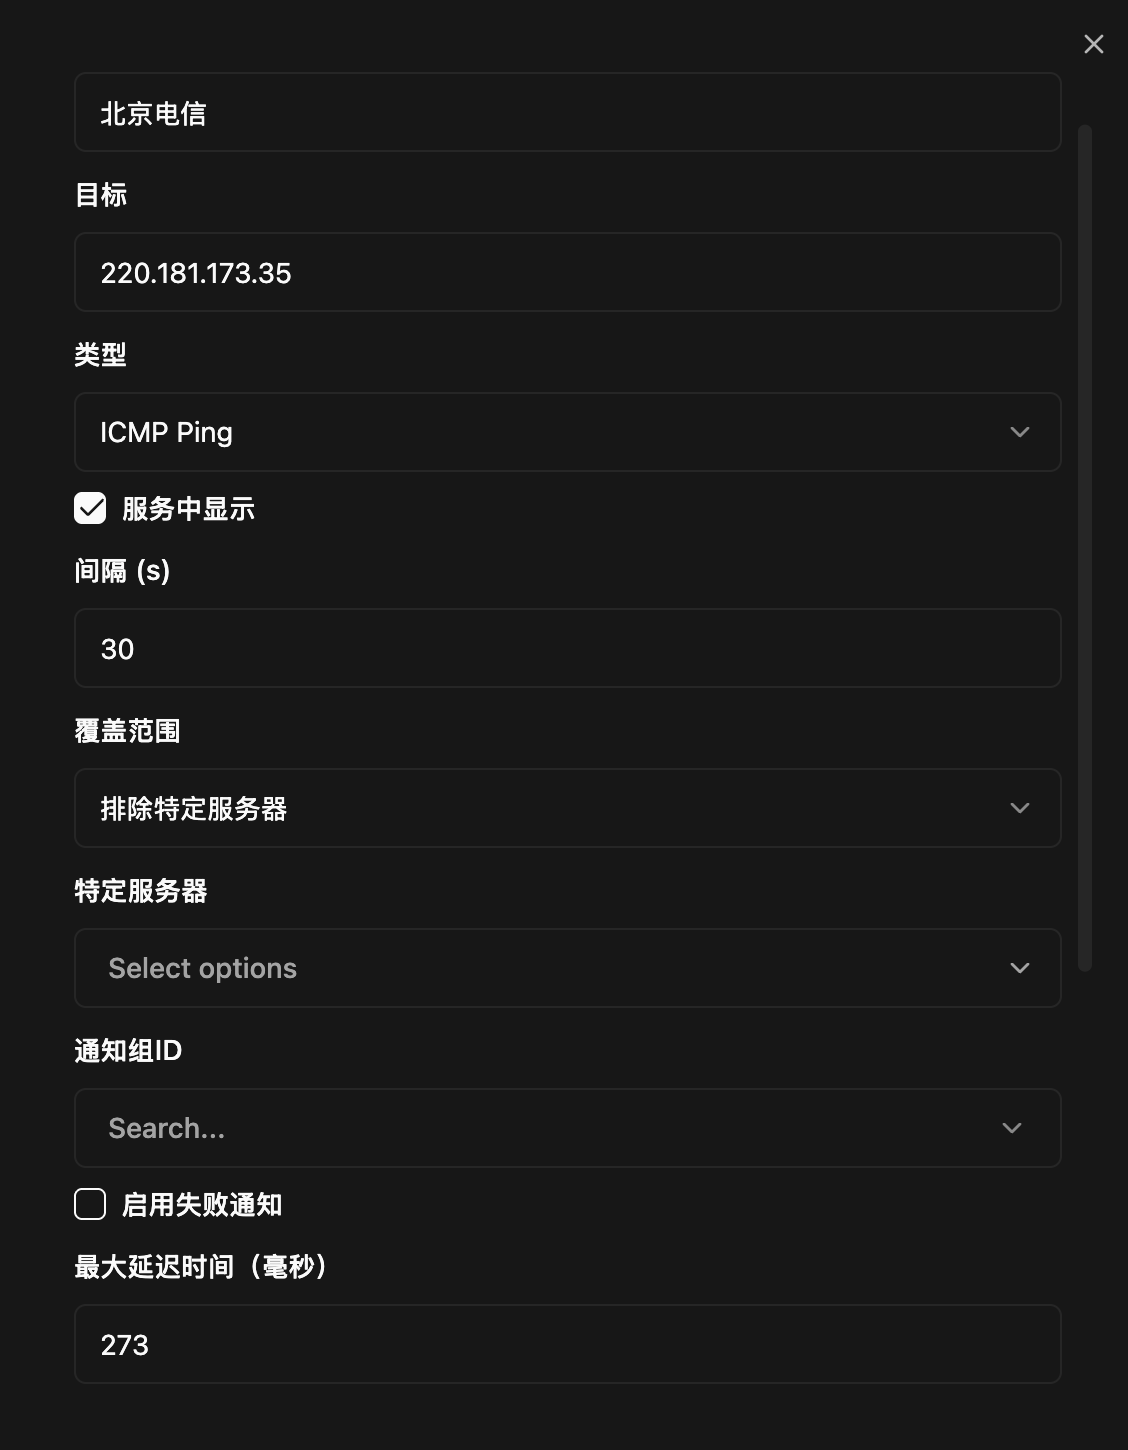 北京电信
目标
220.181.173.35
类型
ICMP Ping
服务中显示
间隔 (s)
30
覆盖范围
排除特定服务器
特定服务器
Select options
通知组ID
Search...
启用失败通知
最大延迟时间（毫秒）
273